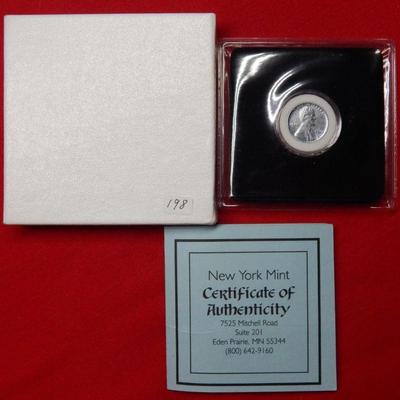 198
New York Mint
Certificate of
Authenticity
7525 Mitchell Road
Suite 201
Eden Prairie, MN 55344
(800) 642-9160